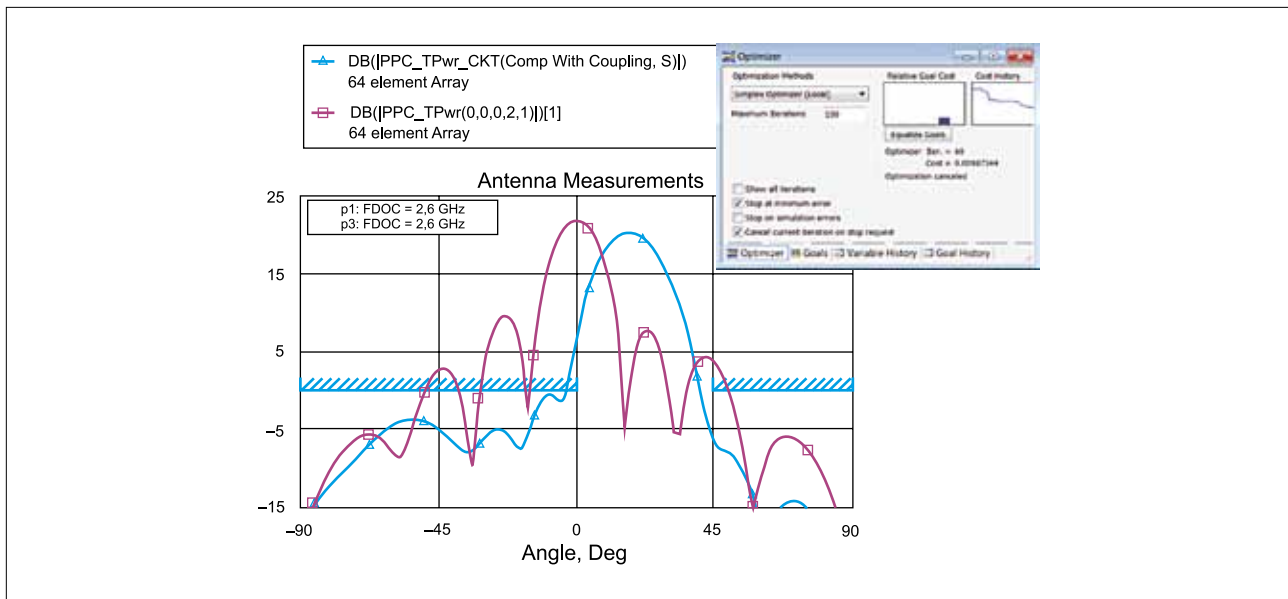 DB(|PPC_TPwr_CKT(Comp With Coupling, S)|)
64 element Array
DB(|PPC_TPwr(0,0,0,2,1)|)[1]
64 element Array
Antenna Measurements
p1: FDOC = 2,6 GHz
p3: FDOC = 2,6 GHz
25
15
5
–5
–15
–90
–45
0
45
90
Angle, Deg
Optimizer
Optimization Methods
Simplex Optimizer (Local)
Maximum Iterations
Relative Goal Cost
Cost History
Equalize Goals
Optimization canceled
Show all iterations
Stop at minimum error
Stop on simulation errors
Cancel current iteration on stop request
Optimizer
Goals
Variable History
Goal History